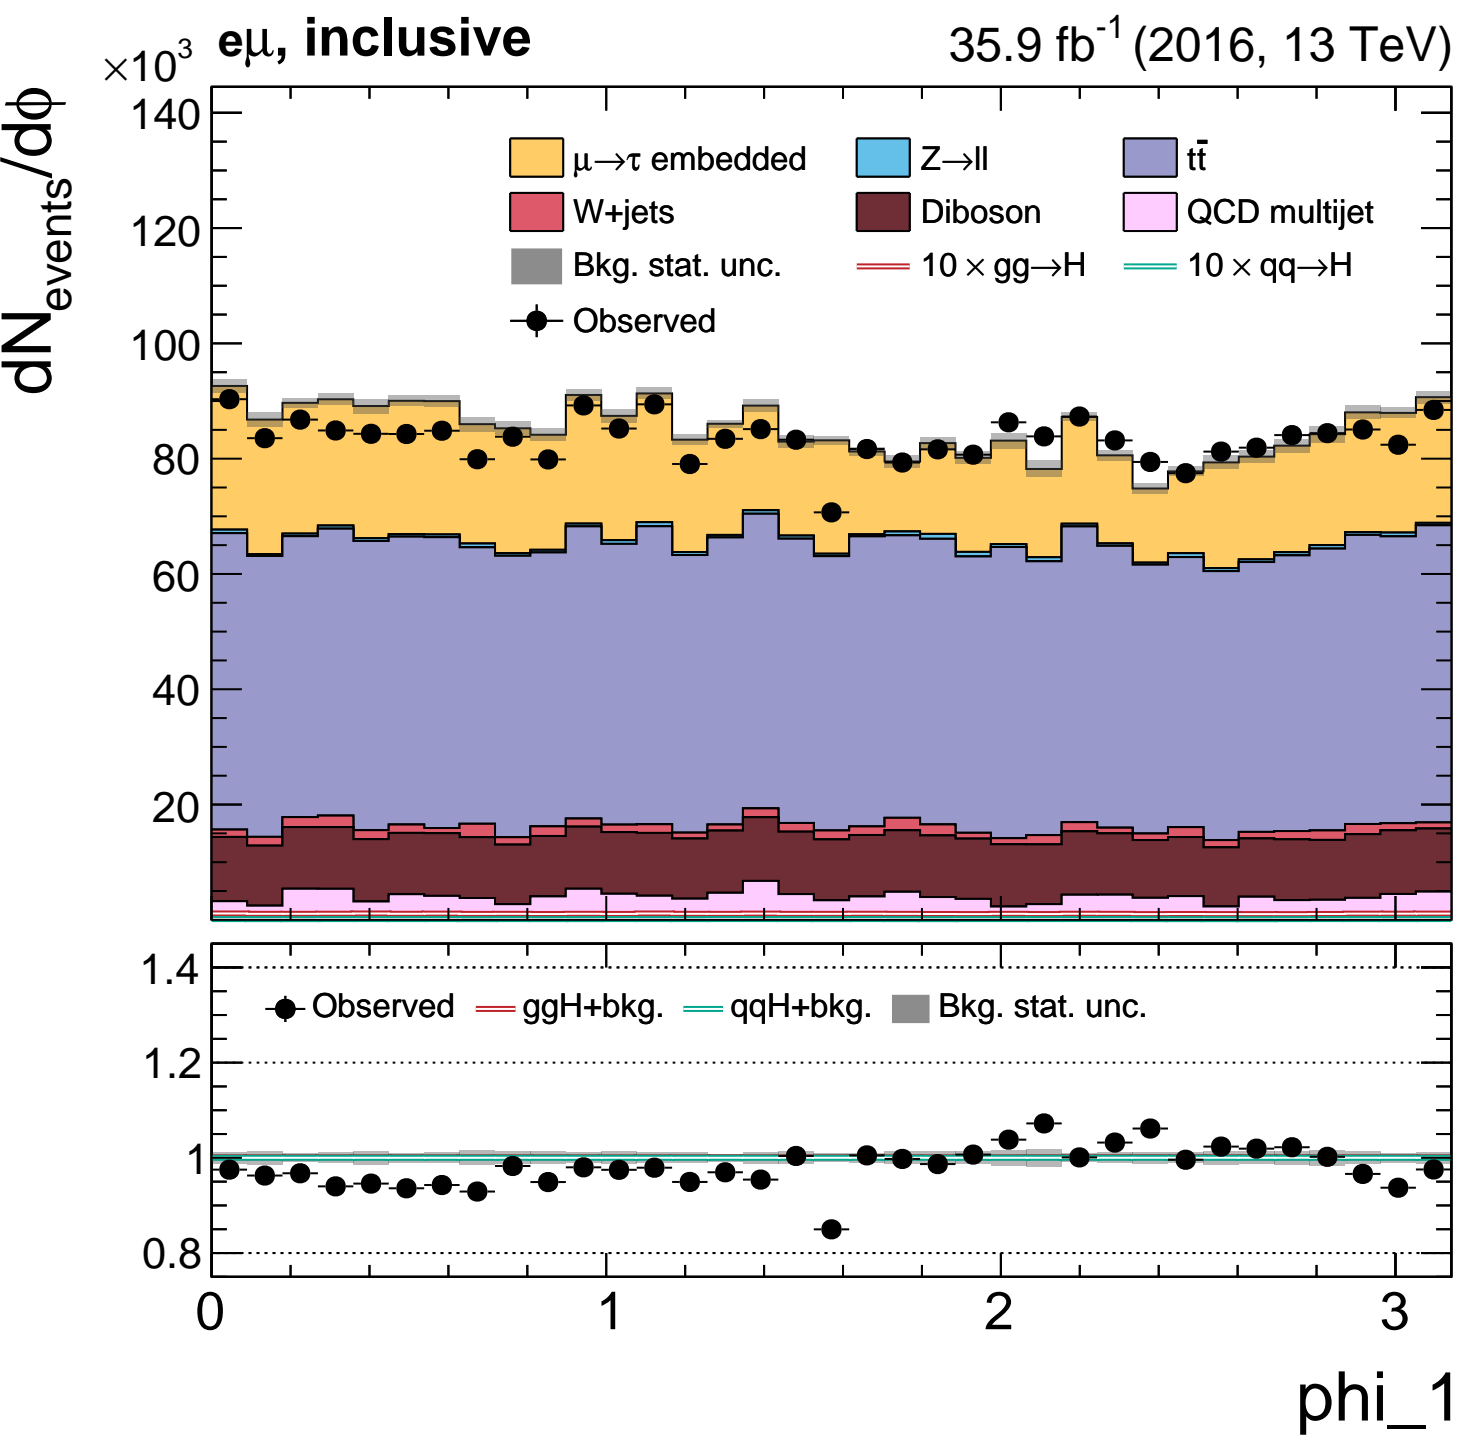 ×10³ eμ, inclusive 35.9 fb⁻¹ (2016, 13 TeV)
dN_events/dϕ
140
120
100
80
60
40
20
μ→τ embedded Z→ll tt̄
W+jets Diboson QCD multijet
Bkg. stat. unc. 10 × gg→H 10 × qq→H
Observed
1.4
1.2
1
0.8
Observed ggH+bkg. qqH+bkg. Bkg. stat. unc.
0 1 2 3
phi_1